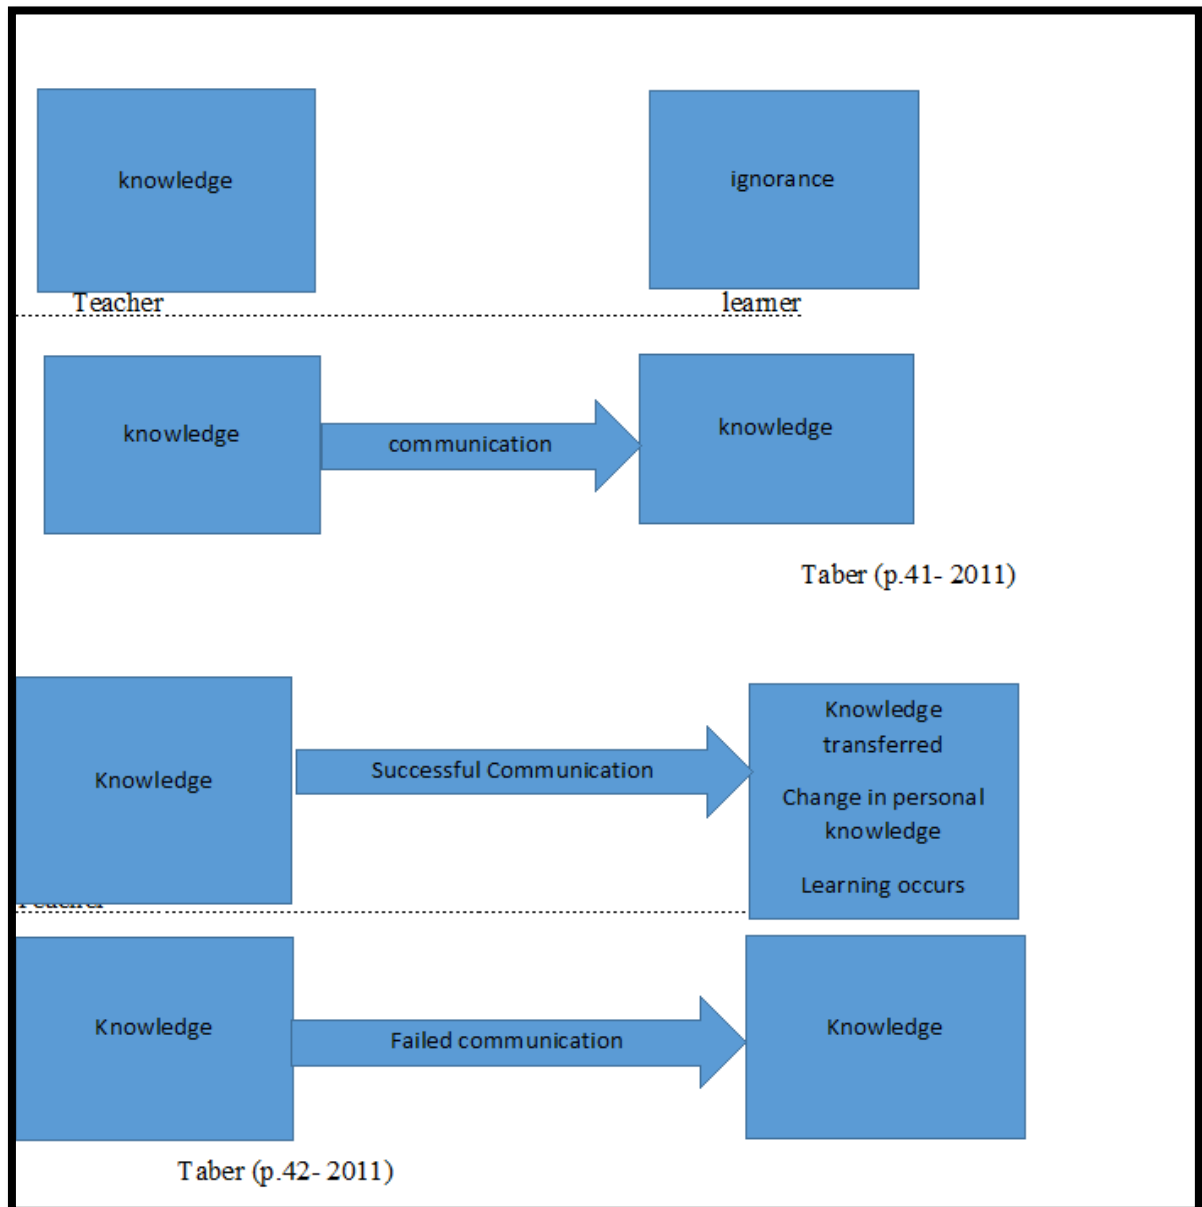 knowledge
ignorance
Teacher
learner
knowledge
communication
knowledge
Taber (p.41- 2011)
Knowledge
Successful Communication
Knowledge
transferred
Change in personal
knowledge
Learning occurs
Teacher
Knowledge
Failed communication
Knowledge
Taber (p.42- 2011)